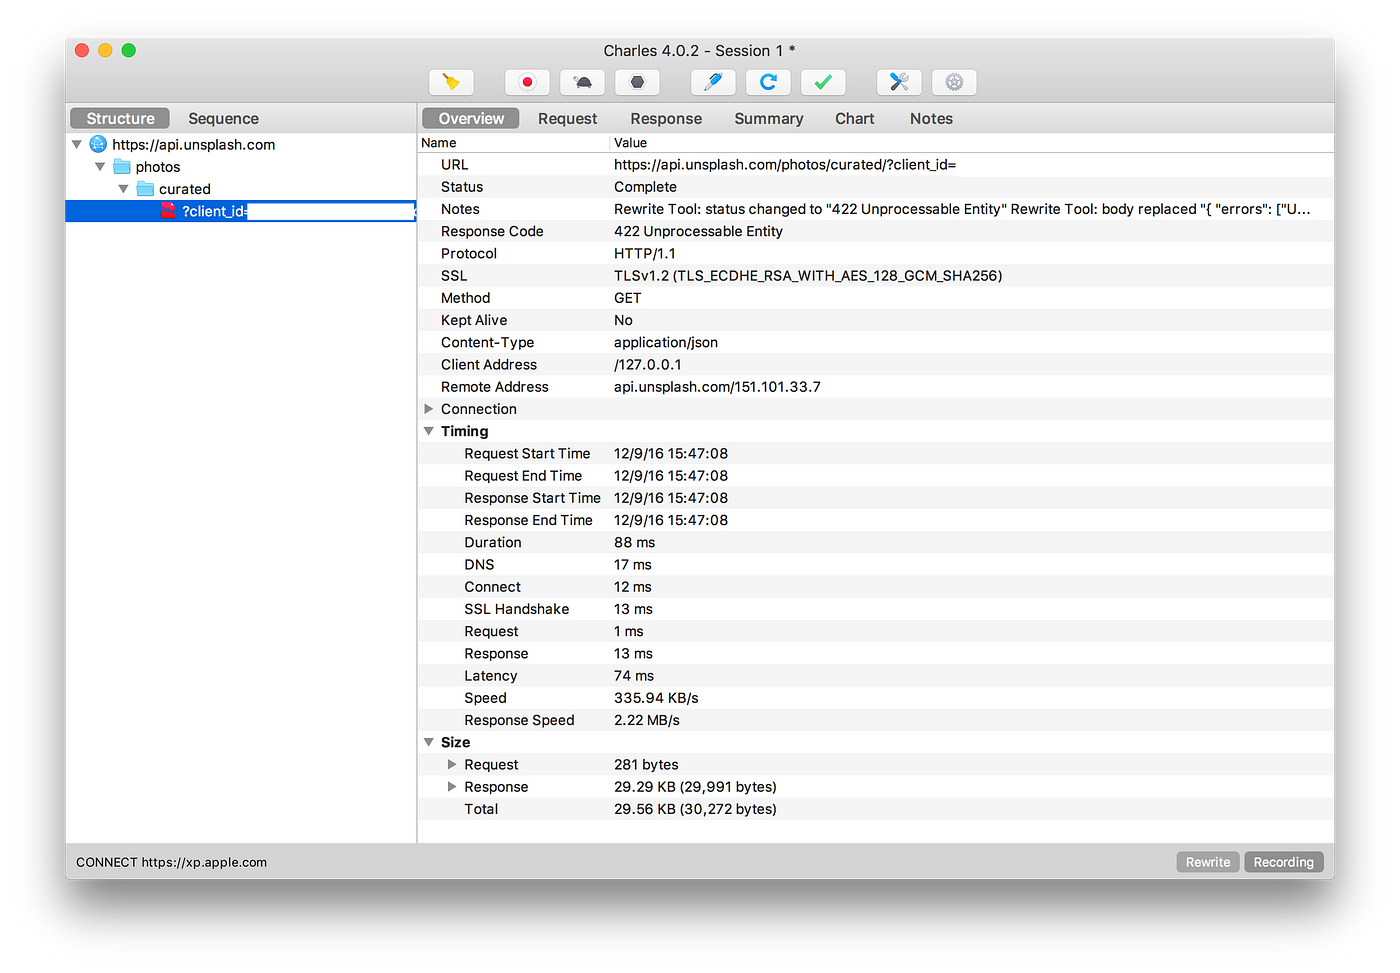 Charles 4.0.2 - Session 1 *
Structure Sequence
Overview Request Response Summary Chart Notes
https://api.unsplash.com
photos
curated
?client_id=
Name Value
URL https://api.unsplash.com/photos/curated/?client_id=
Status Complete
Notes Rewrite Tool: status changed to "422 Unprocessable Entity" Rewrite Tool: body replaced "{ "errors": ["U...
Response Code 422 Unprocessable Entity
Protocol HTTP/1.1
SSL TLSv1.2 (TLS_ECDHE_RSA_WITH_AES_128_GCM_SHA256)
Method GET
Kept Alive No
Content-Type application/json
Client Address /127.0.0.1
Remote Address api.unsplash.com/151.101.33.7
Connection
Timing
Request Start Time 12/9/16 15:47:08
Request End Time 12/9/16 15:47:08
Response Start Time 12/9/16 15:47:08
Response End Time 12/9/16 15:47:08
Duration 88 ms
DNS 17 ms
Connect 12 ms
SSL Handshake 13 ms
Request 1 ms
Response 13 ms
Latency 74 ms
Speed 335.94 KB/s
Response Speed 2.22 MB/s
Size
Request 281 bytes
Response 29.29 KB (29,991 bytes)
Total 29.56 KB (30,272 bytes)
CONNECT https://xp.apple.com
Rewrite Recording